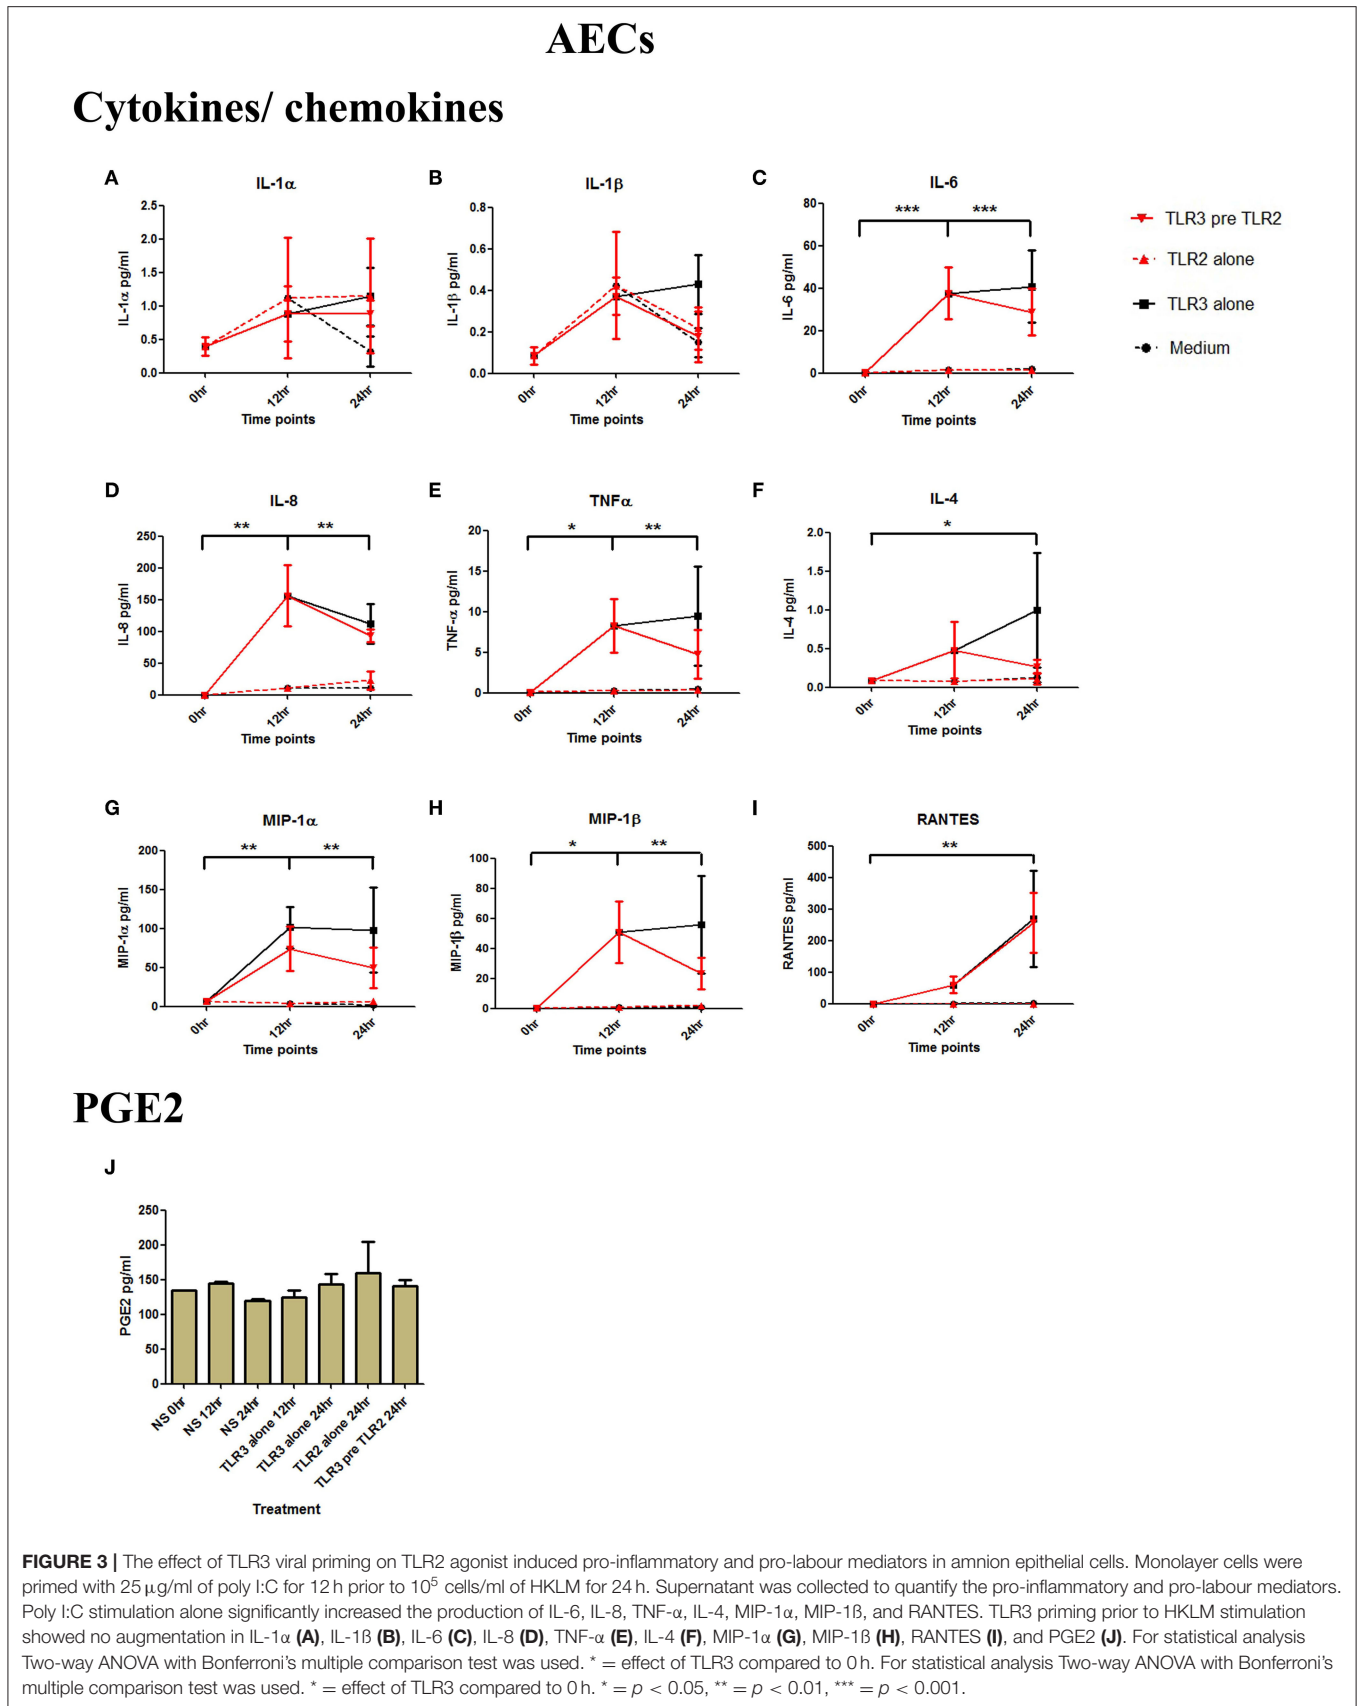 AECs
Cytokines/ chemokines
A
IL-1α
IL-1α pg/ml
2.5
2.0
1.5
1.0
0.5
0.0
0hr
12hr
24hr
Time points
B
IL-1β
IL-1β pg/ml
0.8
0.6
0.4
0.2
0.0
0hr
12hr
24hr
Time points
C
IL-6
IL-6 pg/ml
80
60
40
20
0
***
***
0hr
12hr
24hr
Time points
TLR3 pre TLR2
TLR2 alone
TLR3 alone
Medium
D
IL-8
IL-8 pg/ml
250
200
150
100
50
0
**
**
0hr
12hr
24hr
Time points
E
TNFα
TNF-α pg/ml
20
15
10
5
0
*
**
0hr
12hr
24hr
Time points
F
IL-4
IL-4 pg/ml
2.0
1.5
1.0
0.5
0.0
*
0hr
12hr
24hr
Time points
G
MIP-1α
MIP-1α pg/ml
200
150
100
50
0
**
**
0hr
12hr
24hr
Time points
H
MIP-1β
MIP-1β pg/ml
100
80
60
40
20
0
*
**
0hr
12hr
24hr
Time points
I
RANTES
RANTES pg/ml
500
400
300
200
100
0
**
0hr
12hr
24hr
Time points
PGE2
J
PGE2 pg/ml
250
200
150
100
50
0
NS 0hr
NS 12hr
NS 24hr
TLR3 alone 12hr
TLR3 alone 24hr
TLR2 alone 24hr
TLR3 pre TLR2 24hr
Treatment
FIGURE 3 | The effect of TLR3 viral priming on TLR2 agonist induced pro-inflammatory and pro-labour mediators in amnion epithelial cells. Monolayer cells were
primed with 25 μg/ml of poly I:C for 12 h prior to 10⁵ cells/ml of HKLM for 24 h. Supernatant was collected to quantify the pro-inflammatory and pro-labour mediators.
Poly I:C stimulation alone significantly increased the production of IL-6, IL-8, TNF-α, IL-4, MIP-1α, MIP-1ß, and RANTES. TLR3 priming prior to HKLM stimulation
showed no augmentation in IL-1α (A), IL-1ß (B), IL-6 (C), IL-8 (D), TNF-α (E), IL-4 (F), MIP-1α (G), MIP-1ß (H), RANTES (I), and PGE2 (J). For statistical analysis
Two-way ANOVA with Bonferroni's multiple comparison test was used. * = effect of TLR3 compared to 0 h. For statistical analysis Two-way ANOVA with Bonferroni's
multiple comparison test was used. * = effect of TLR3 compared to 0 h. * = p < 0.05, ** = p < 0.01, *** = p < 0.001.